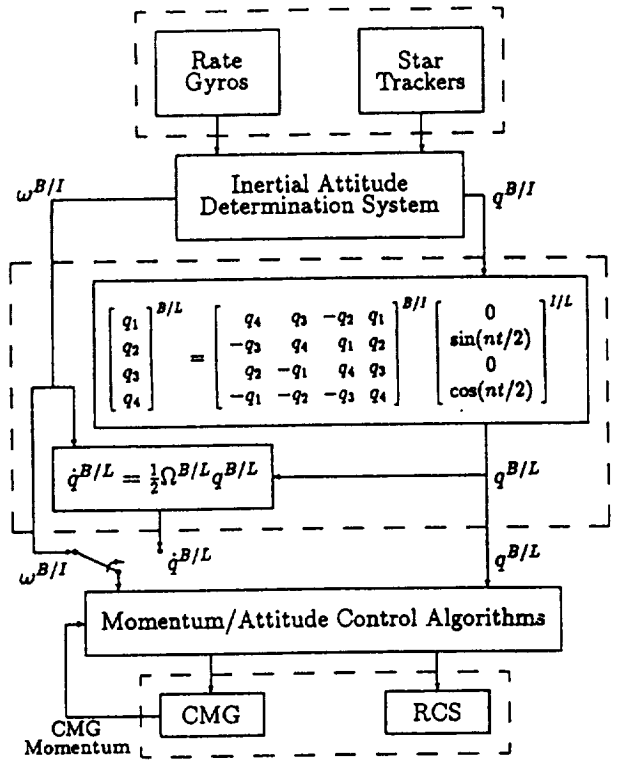 Rate
Gyros
Star
Trackers
ω^{B/I}
Inertial Attitude
Determination System
q^{B/I}
[q₁ q₂ q₃ q₄]^{B/L} = [q₄ q₃ -q₂ q₁; -q₃ q₄ q₁ q₂; q₂ -q₁ q₄ q₃; -q₁ -q₂ -q₃ q₄]^{B/I} [0; sin(nt/2); 0; cos(nt/2)]^{I/L}
q̇^{B/L} = ½Ω^{B/L}q^{B/L}
q^{B/L}
ω^{B/I}
q̇^{B/L}
q^{B/L}
Momentum/Attitude Control Algorithms
CMG
RCS
CMG
Momentum